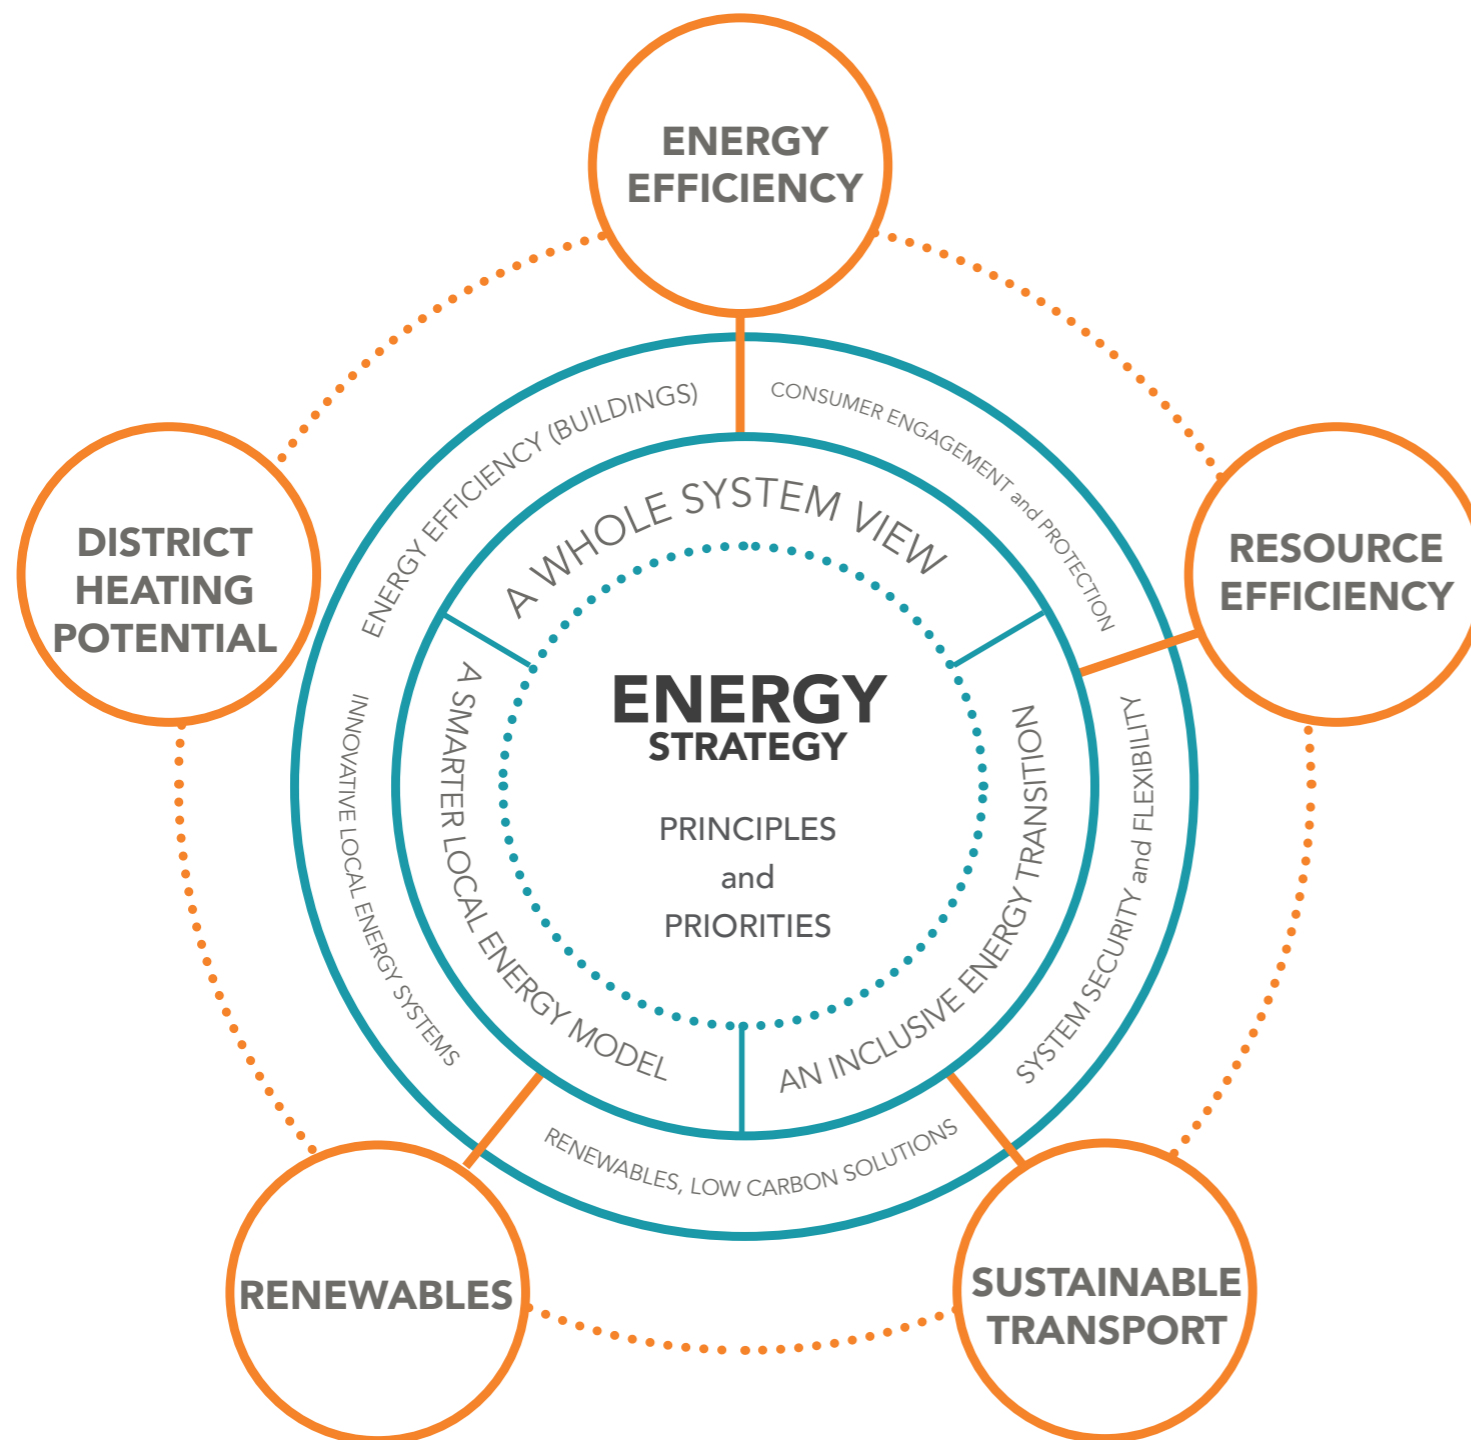 ENERGY
EFFICIENCY
RESOURCE
EFFICIENCY
SUSTAINABLE
TRANSPORT
RENEWABLES
DISTRICT
HEATING
POTENTIAL
ENERGY EFFICIENCY (BUILDINGS)
CONSUMER ENGAGEMENT and PROTECTION
SYSTEM SECURITY and FLEXIBILITY
RENEWABLES, LOW CARBON SOLUTIONS
INNOVATIVE LOCAL ENERGY SYSTEMS
A WHOLE SYSTEM VIEW
AN INCLUSIVE ENERGY TRANSITION
A SMARTER LOCAL ENERGY MODEL
ENERGY
STRATEGY
PRINCIPLES
and
PRIORITIES